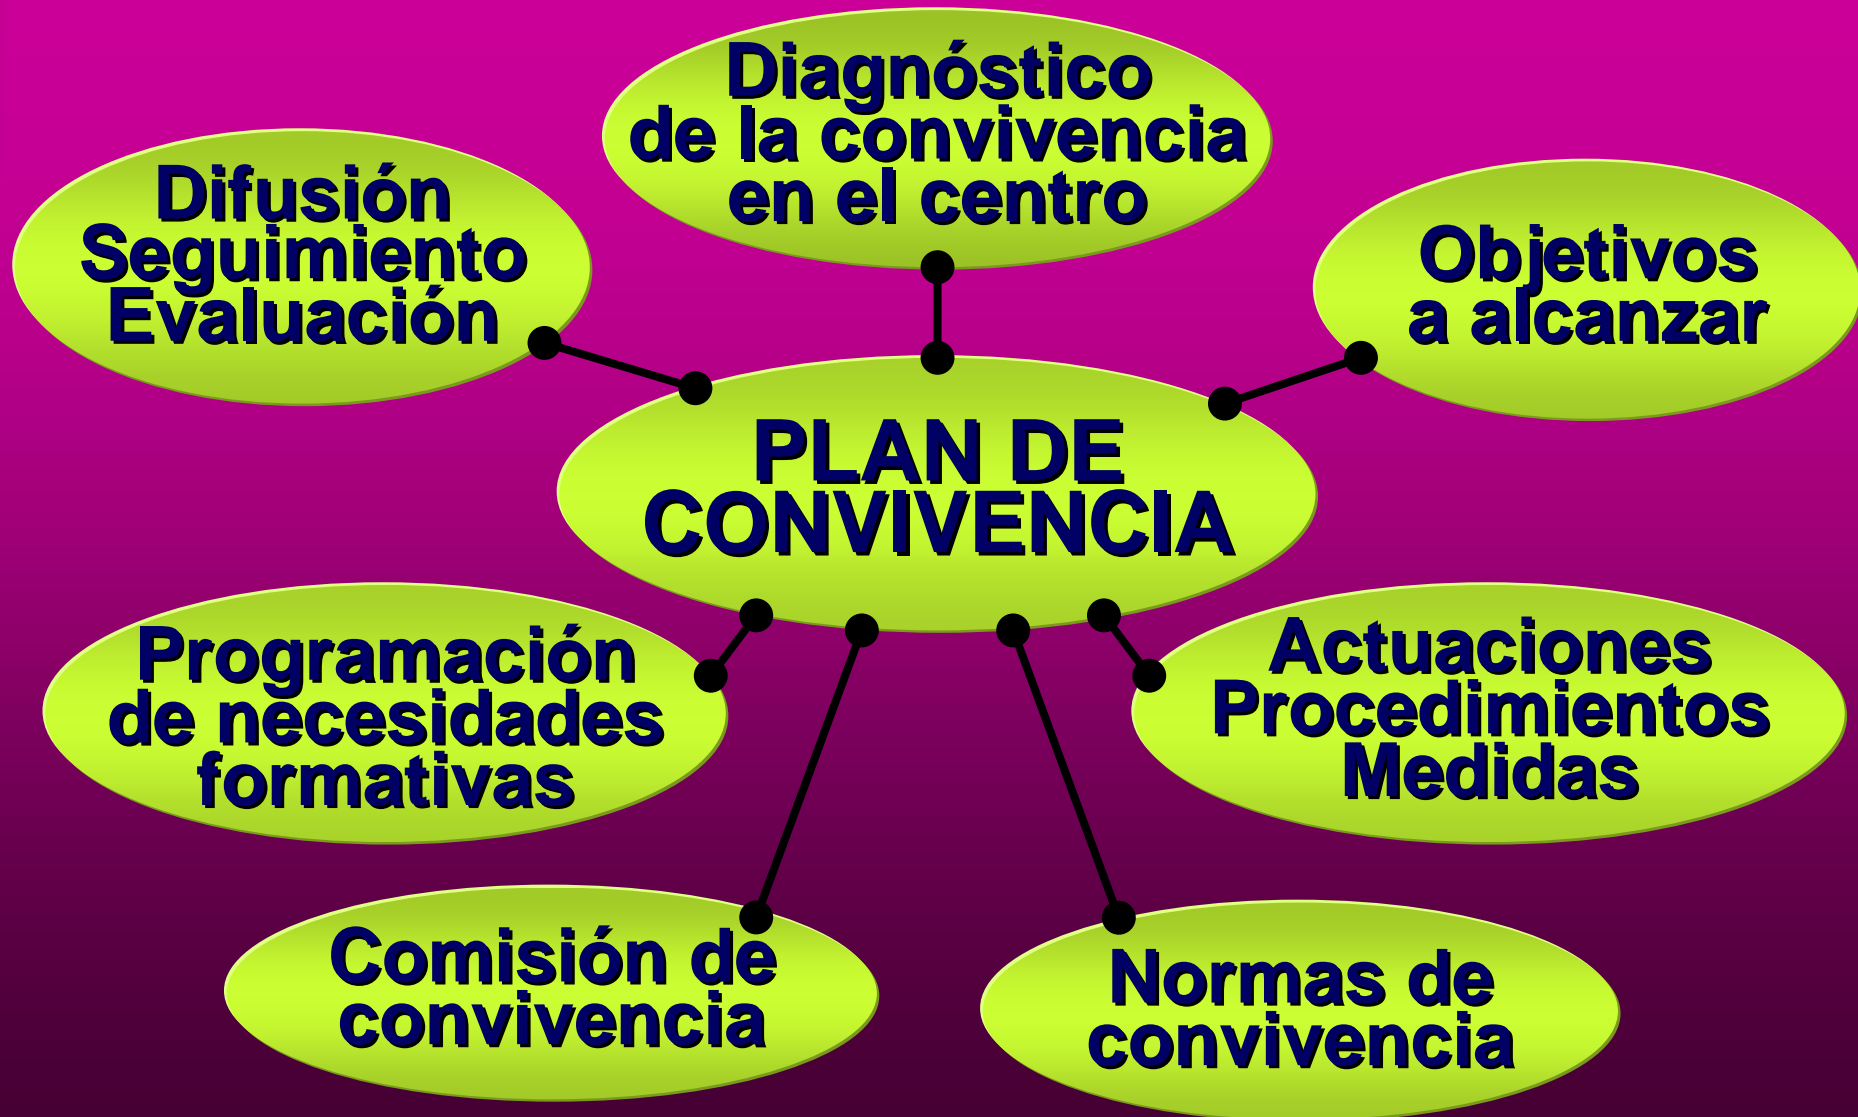 Diagnóstico
de la convivencia
en el centro
Difusión
Seguimiento
Evaluación
Objetivos
a alcanzar
PLAN DE
CONVIVENCIA
Programación
de necesidades
formativas
Actuaciones
Procedimientos
Medidas
Comisión de
convivencia
Normas de
convivencia